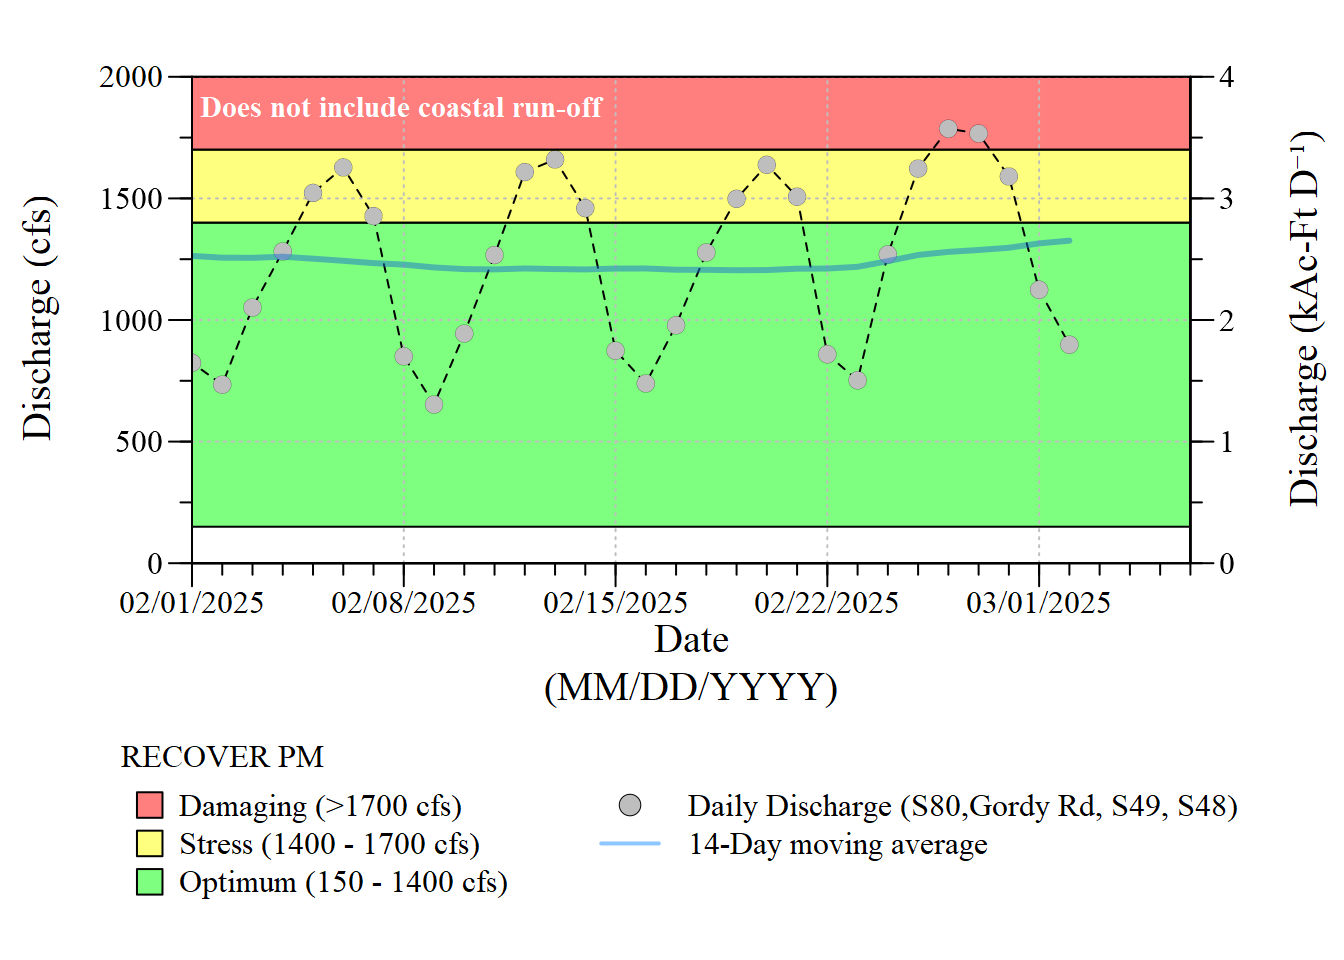 Does not include coastal run-off
2000
1500
1000
500
0
4
3
2
1
0
Discharge (cfs)
Discharge (kAc-Ft D⁻¹)
02/01/2025 02/08/2025 02/15/2025 02/22/2025 03/01/2025
Date
(MM/DD/YYYY)
RECOVER PM
Damaging (>1700 cfs)
Stress (1400 - 1700 cfs)
Optimum (150 - 1400 cfs)
Daily Discharge (S80,Gordy Rd, S49, S48)
14-Day moving average